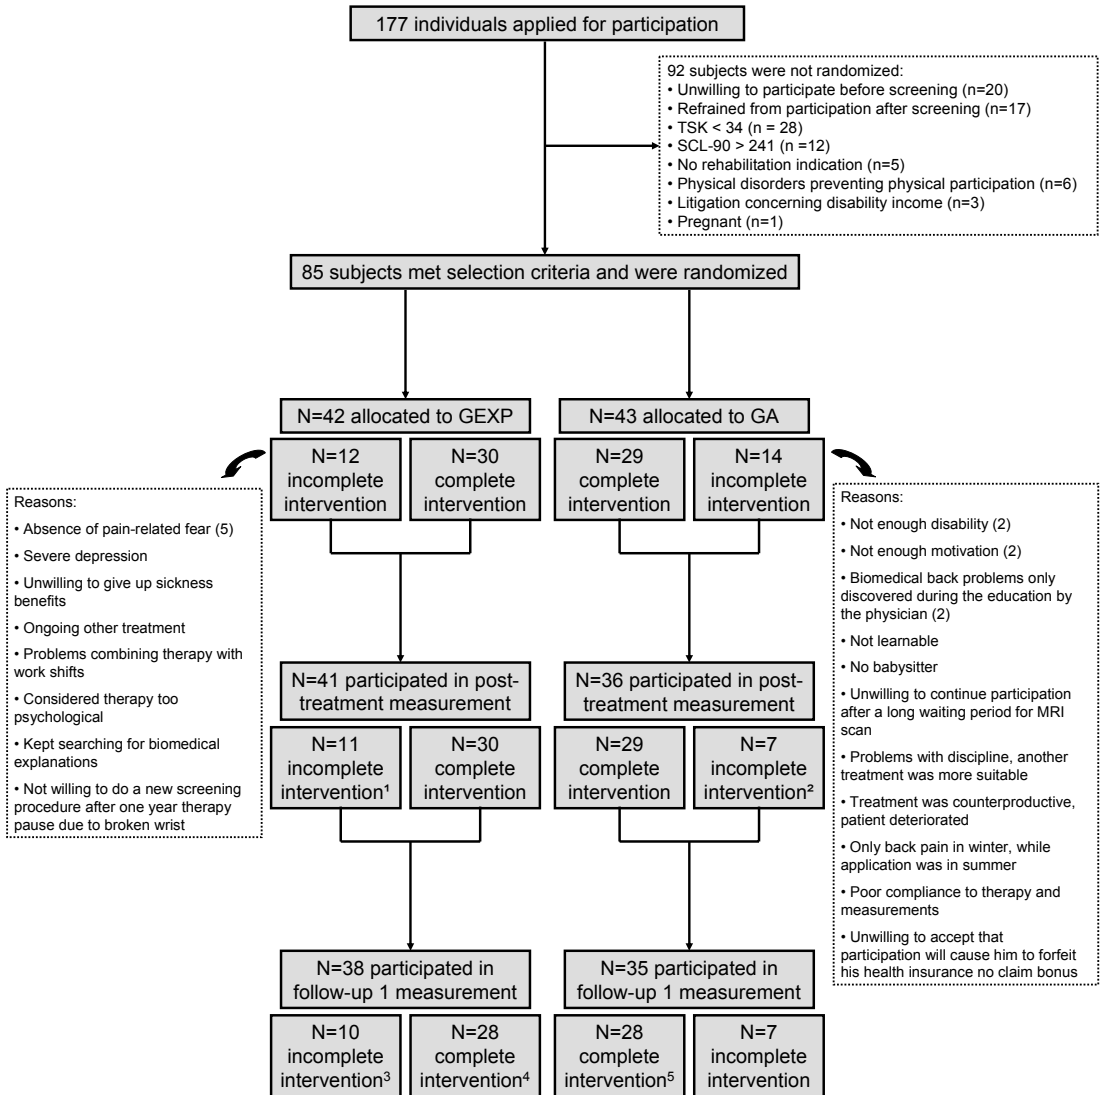 177 individuals applied for participation
92 subjects were not randomized:
• Unwilling to participate before screening (n=20)
• Refrained from participation after screening (n=17)
• TSK < 34 (n = 28)
• SCL-90 > 241 (n =12)
• No rehabilitation indication (n=5)
• Physical disorders preventing physical participation (n=6)
• Litigation concerning disability income (n=3)
• Pregnant (n=1)
85 subjects met selection criteria and were randomized
N=42 allocated to GEXP
N=43 allocated to GA
N=12
incomplete
intervention
N=30
complete
intervention
N=29
complete
intervention
N=14
incomplete
intervention
Reasons:
• Absence of pain-related fear (5)
• Severe depression
• Unwilling to give up sickness
benefits
• Ongoing other treatment
• Problems combining therapy with
work shifts
• Considered therapy too
psychological
• Kept searching for biomedical
explanations
• Not willing to do a new screening
procedure after one year therapy
pause due to broken wrist
Reasons:
• Not enough disability (2)
• Not enough motivation (2)
• Biomedical back problems only
discovered during the education by
the physician (2)
• Not learnable
• No babysitter
• Unwilling to continue participation
after a long waiting period for MRI
scan
• Problems with discipline, another
treatment was more suitable
• Treatment was counterproductive,
patient deteriorated
• Only back pain in winter, while
application was in summer
• Poor compliance to therapy and
measurements
• Unwilling to accept that
participation will cause him to forfeit
his health insurance no claim bonus
N=41 participated in post-
treatment measurement
N=36 participated in post-
treatment measurement
N=11
incomplete
intervention¹
N=30
complete
intervention
N=29
complete
intervention
N=7
incomplete
intervention²
N=38 participated in
follow-up 1 measurement
N=35 participated in
follow-up 1 measurement
N=10
incomplete
intervention³
N=28
complete
intervention⁴
N=28
complete
intervention⁵
N=7
incomplete
intervention